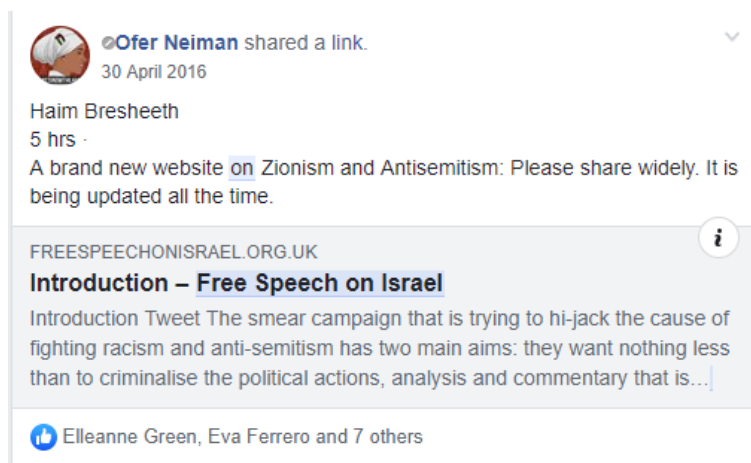 Ofer Neiman shared a link.
30 April 2016
Haim Bresheeth
5 hrs ·
A brand new website on Zionism and Antisemitism: Please share widely. It is
being updated all the time.
FREESPEECHONISRAEL.ORG.UK
Introduction – Free Speech on Israel
Introduction Tweet The smear campaign that is trying to hi-jack the cause of
fighting racism and anti-semitism has two main aims: they want nothing less
than to criminalise the political actions, analysis and commentary that is...
Elleanne Green, Eva Ferrero and 7 others